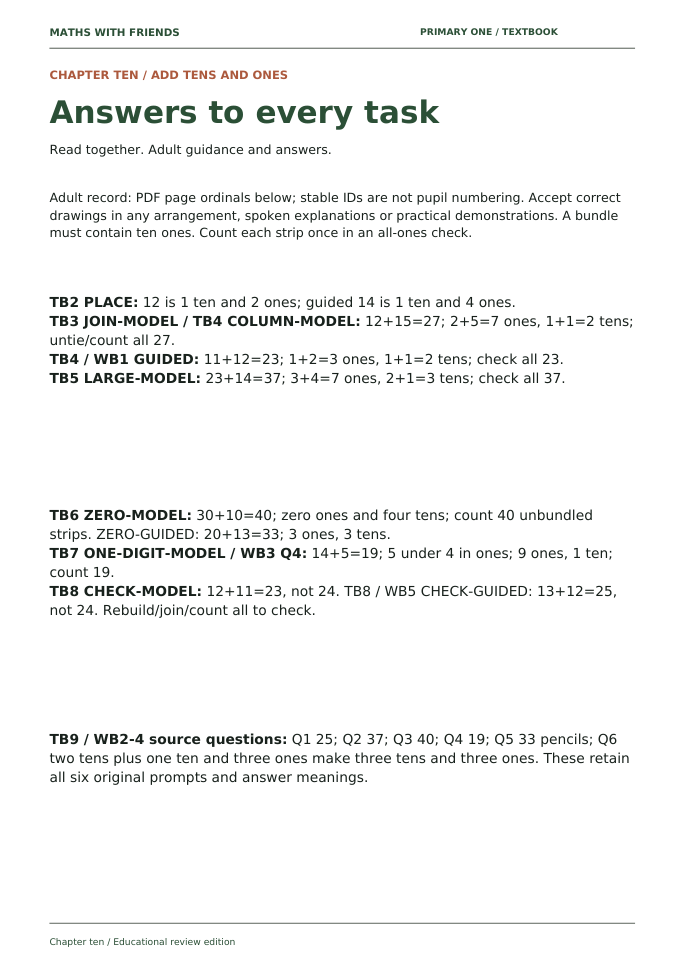 MATHS WITH FRIENDS
PRIMARY ONE / TEXTBOOK
CHAPTER TEN / ADD TENS AND ONES
Answers to every task
Read together. Adult guidance and answers.
Adult record: PDF page ordinals below; stable IDs are not pupil numbering. Accept correct
drawings in any arrangement, spoken explanations or practical demonstrations. A bundle
must contain ten ones. Count each strip once in an all-ones check.
TB2 PLACE: 12 is 1 ten and 2 ones; guided 14 is 1 ten and 4 ones.
TB3 JOIN-MODEL / TB4 COLUMN-MODEL: 12+15=27; 2+5=7 ones, 1+1=2 tens;
untie/count all 27.
TB4 / WB1 GUIDED: 11+12=23; 1+2=3 ones, 1+1=2 tens; check all 23.
TB5 LARGE-MODEL: 23+14=37; 3+4=7 ones, 2+1=3 tens; check all 37.
TB6 ZERO-MODEL: 30+10=40; zero ones and four tens; count 40 unbundled
strips. ZERO-GUIDED: 20+13=33; 3 ones, 3 tens.
TB7 ONE-DIGIT-MODEL / WB3 Q4: 14+5=19; 5 under 4 in ones; 9 ones, 1 ten;
count 19.
TB8 CHECK-MODEL: 12+11=23, not 24. TB8 / WB5 CHECK-GUIDED: 13+12=25,
not 24. Rebuild/join/count all to check.
TB9 / WB2-4 source questions: Q1 25; Q2 37; Q3 40; Q4 19; Q5 33 pencils; Q6
two tens plus one ten and three ones make three tens and three ones. These retain
all six original prompts and answer meanings.
Chapter ten / Educational review edition